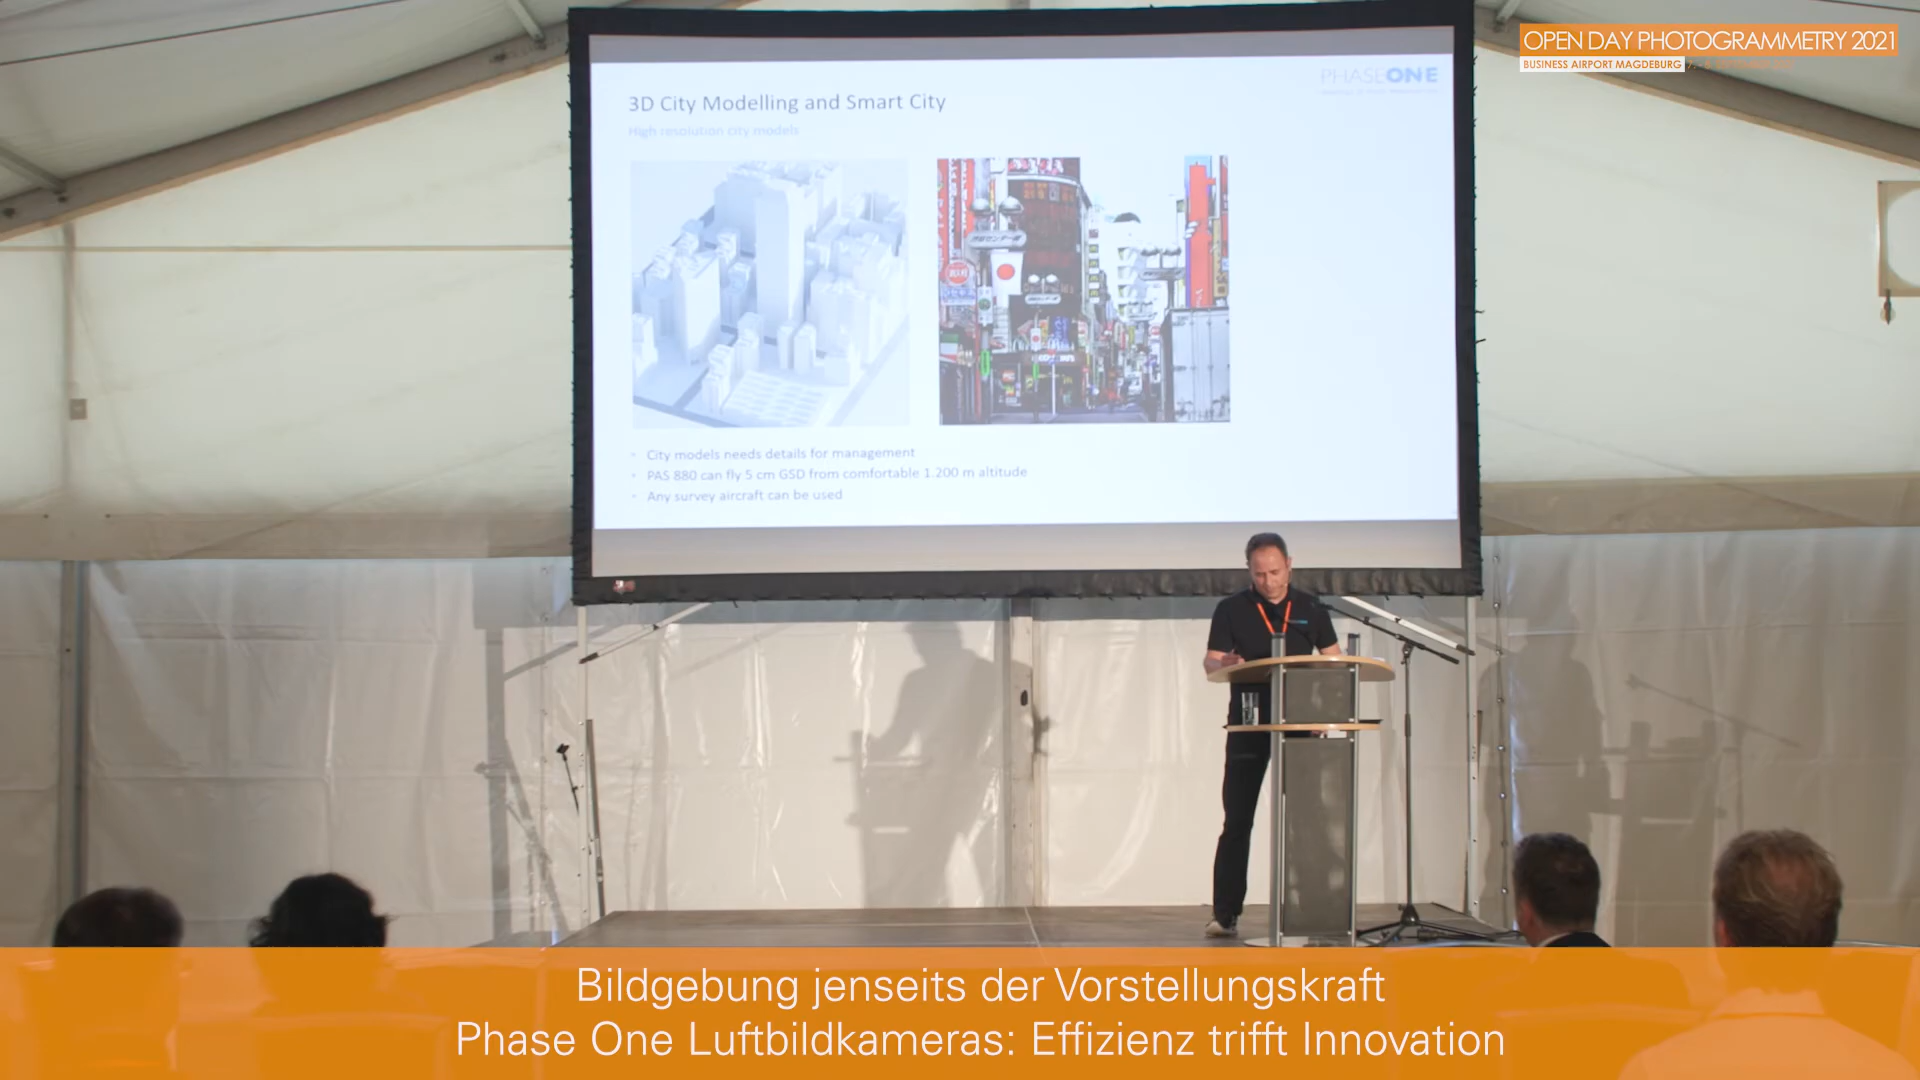 OPEN DAY PHOTOGRAMMETRY 2021
BUSINESS AIRPORT MAGDEBURG
PHASEONE
3D City Modelling and Smart City
High resolution city models
City models needs details for management
PAS 880 can fly 5 cm GSD from comfortable 1.200 m altitude
Any survey aircraft can be used
Bildgebung jenseits der Vorstellungskraft
Phase One Luftbildkameras: Effizienz trifft Innovation